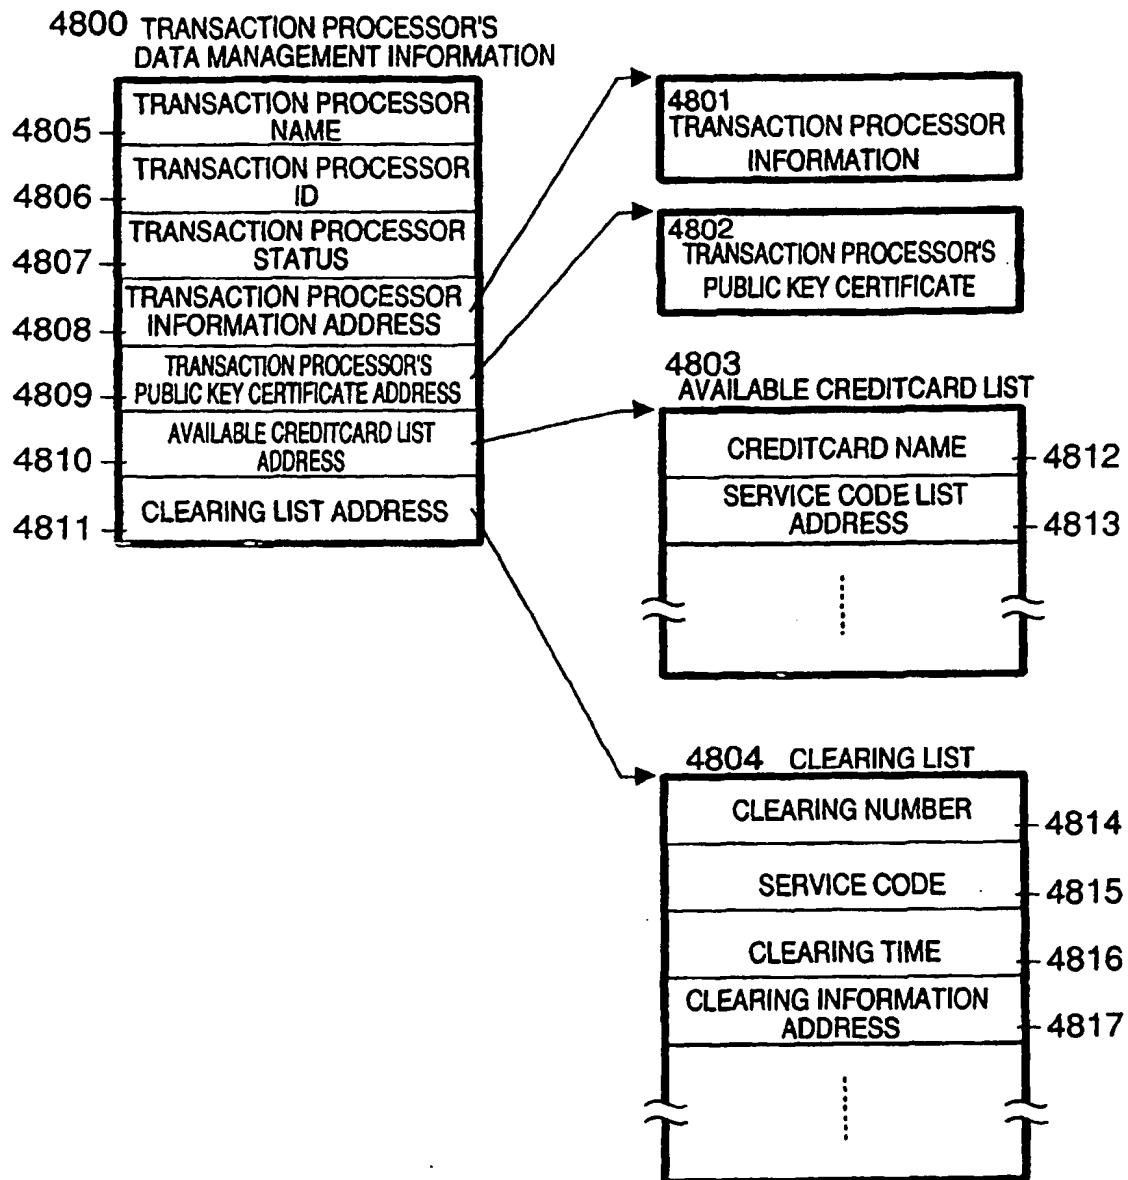 4800 TRANSACTION PROCESSOR'S
DATA MANAGEMENT INFORMATION
TRANSACTION PROCESSOR
NAME
4805
TRANSACTION PROCESSOR
ID
4806
TRANSACTION PROCESSOR
STATUS
4807
TRANSACTION PROCESSOR
INFORMATION ADDRESS
4808
TRANSACTION PROCESSOR'S
PUBLIC KEY CERTIFICATE ADDRESS
4809
AVAILABLE CREDITCARD LIST
ADDRESS
4810
CLEARING LIST ADDRESS
4811
4801
TRANSACTION PROCESSOR
INFORMATION
4802
TRANSACTION PROCESSOR'S
PUBLIC KEY CERTIFICATE
4803
AVAILABLE CREDITCARD LIST
CREDITCARD NAME
4812
SERVICE CODE LIST
ADDRESS
4813
4804 CLEARING LIST
CLEARING NUMBER
4814
SERVICE CODE
4815
CLEARING TIME
4816
CLEARING INFORMATION
ADDRESS
4817